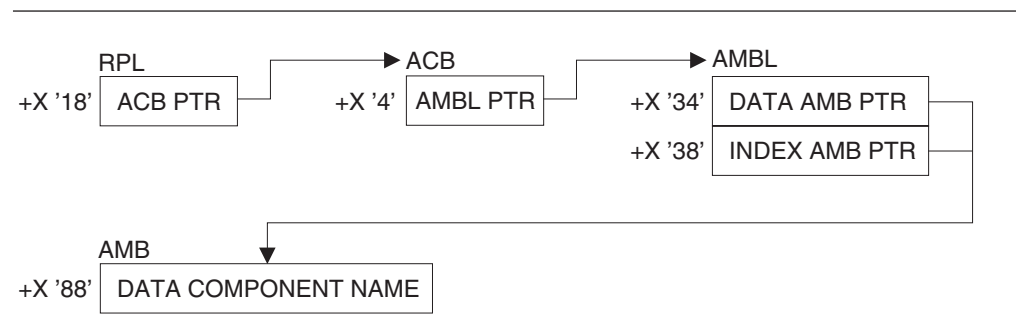 RPL ACB AMBL
+X '18' ACB PTR +X '4' AMBL PTR +X '34' DATA AMB PTR
+X '38' INDEX AMB PTR
AMB
+X '88' DATA COMPONENT NAME